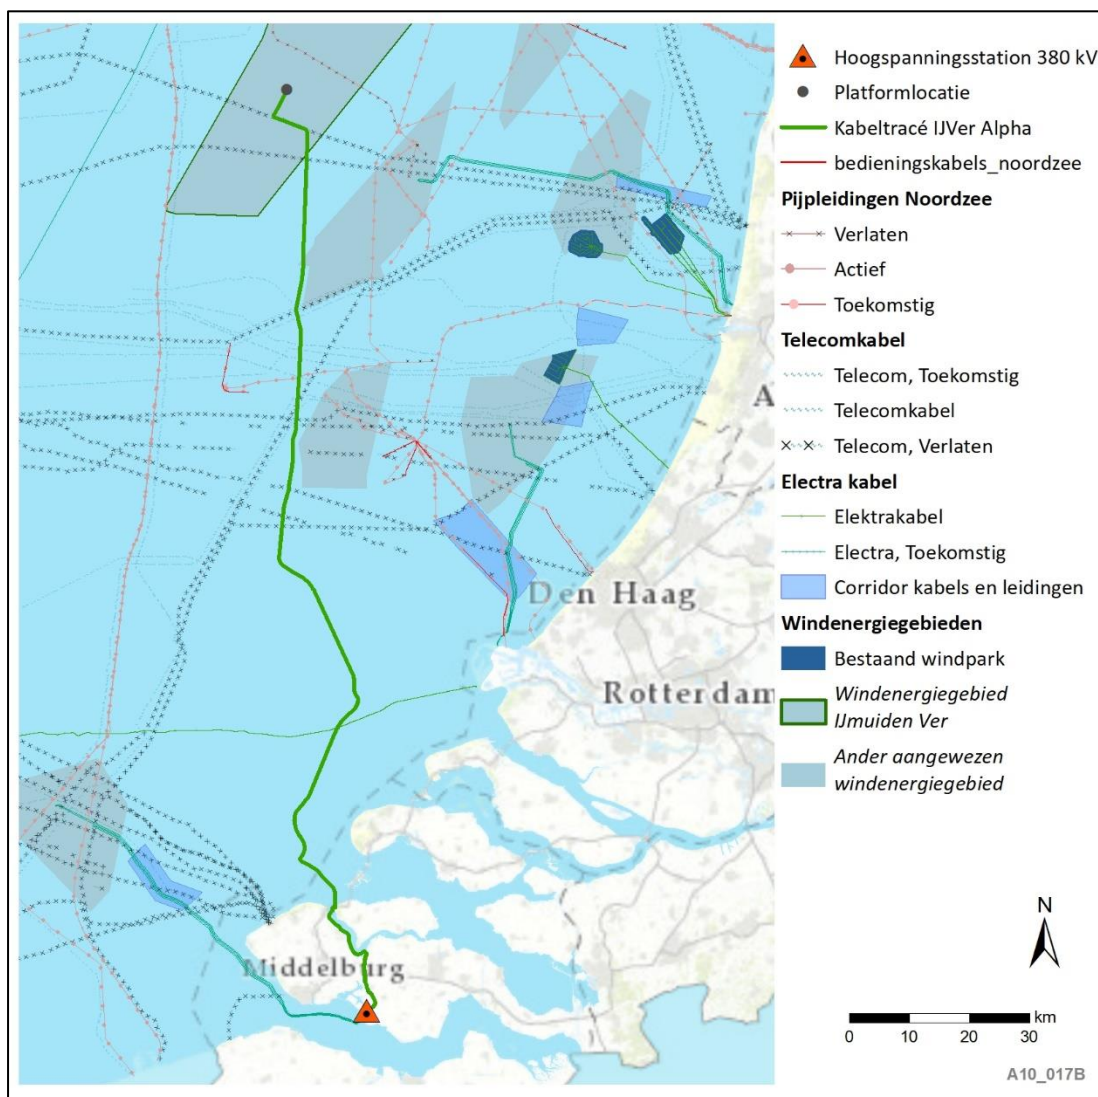 Hoogspanningsstation 380 kV
Platformlocatie
Kabeltracé IJVer Alpha
bedieningskabels_noordzee
Pijpleidingen Noordzee
Verlaten
Actief
Toekomstig
Telecomkabel
Telecom, Toekomstig
Telecomkabel
Telecom, Verlaten
Electra kabel
Elektrakabel
Electra, Toekomstig
Corridor kabels en leidingen
Windenergiegebieden
Bestaand windpark
Windenergiegebied
IJmuiden Ver
Ander aangewezen
windenergiegebied
A
Den Haag
Rotterdam
Middelburg
N
km
0 10 20 30
A10_017B